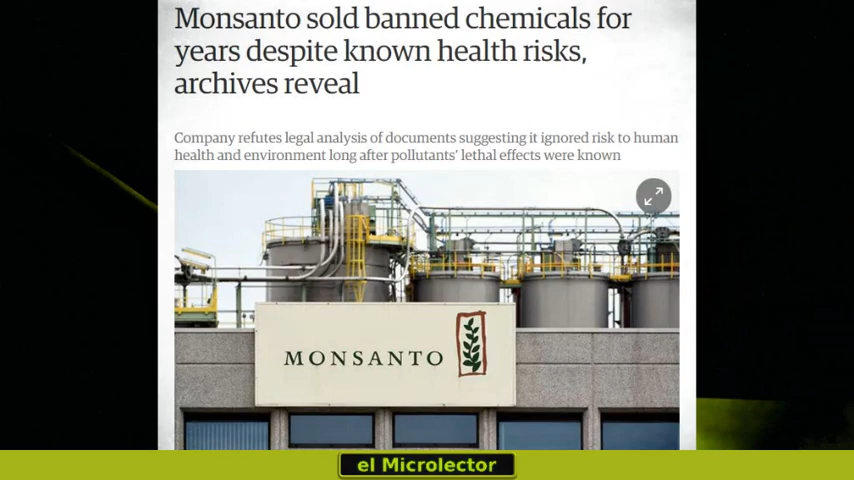 Monsanto sold banned chemicals for
years despite known health risks,
archives reveal
Company refutes legal analysis of documents suggesting it ignored risk to human
health and environment long after pollutants' lethal effects were known
MONSANTO
el Microlector